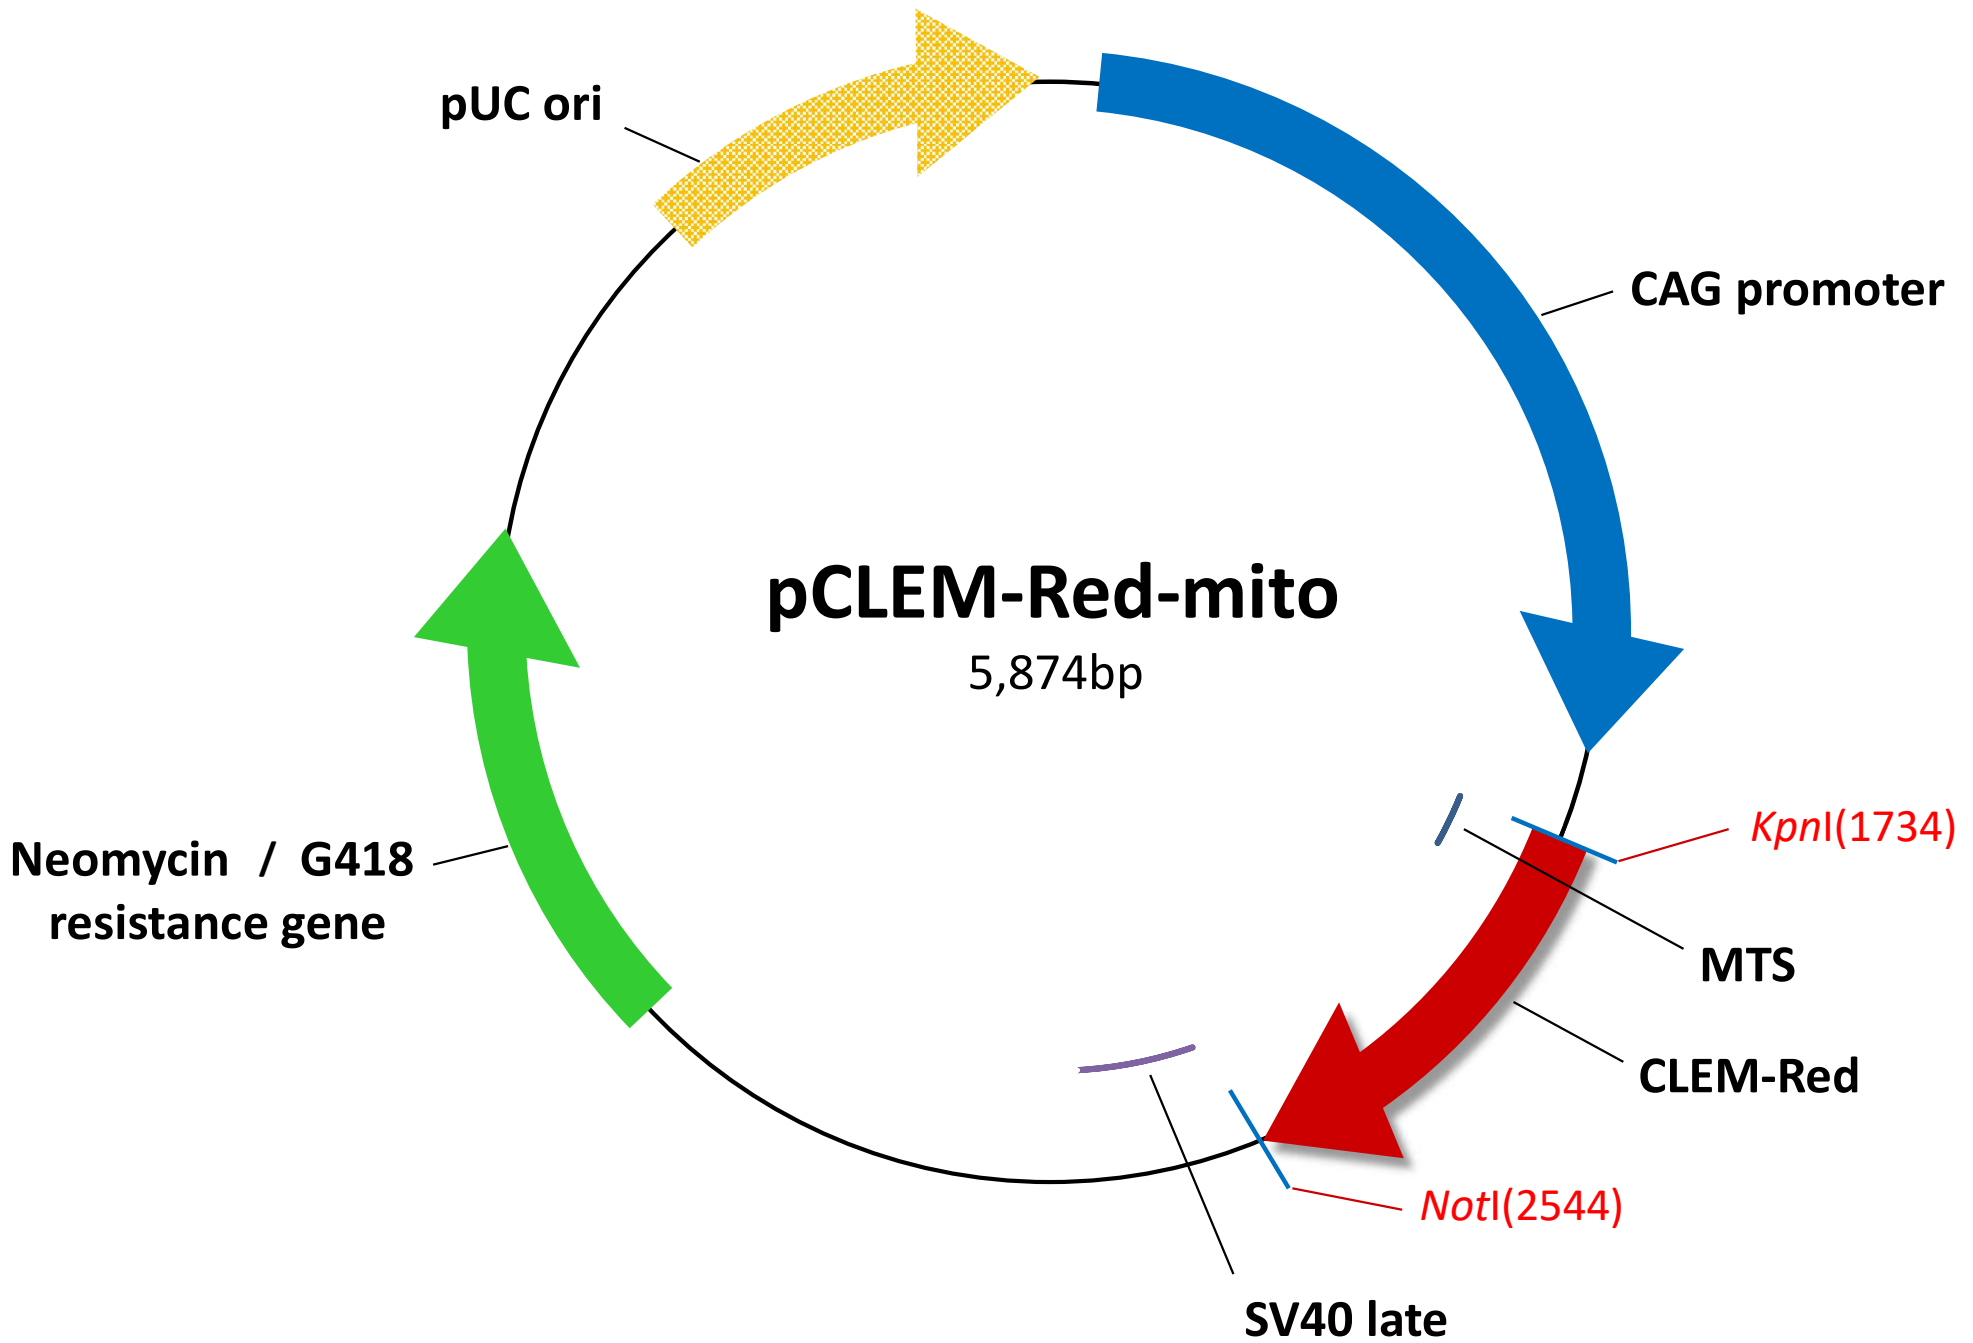 pUC ori
CAG promoter
pCLEM-Red-mito
5,874bp
KpnI(1734)
Neomycin / G418
resistance gene
MTS
CLEM-Red
NotI(2544)
SV40 late